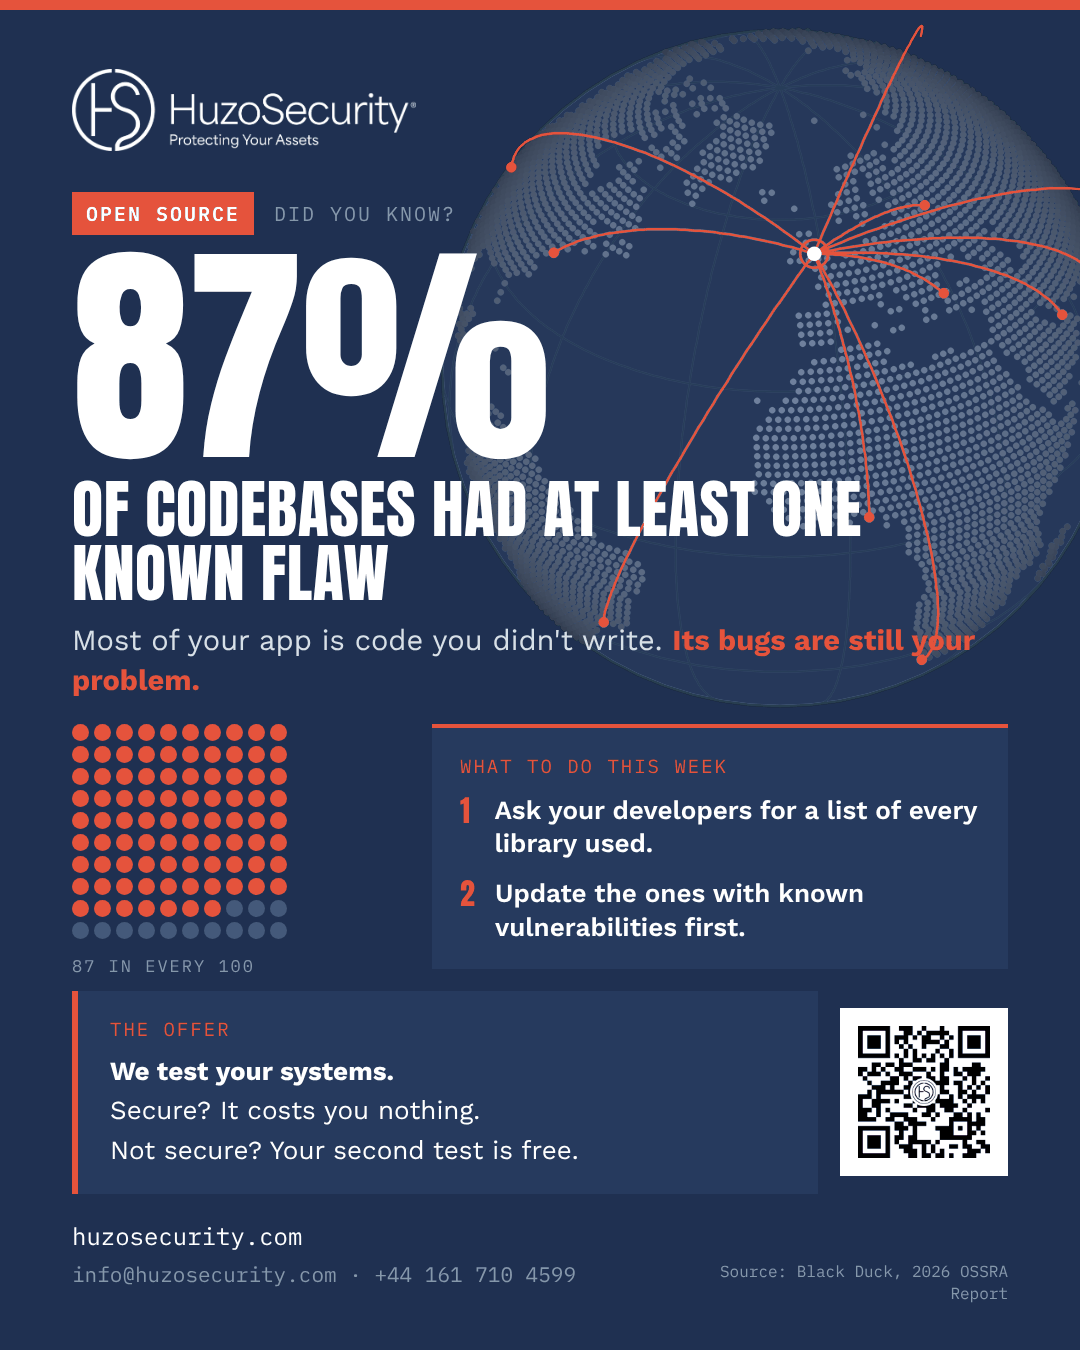 HuzoSecurity®
Protecting Your Assets
OPEN SOURCE DID YOU KNOW?
87%
OF CODEBASES HAD AT LEAST ONE
KNOWN FLAW
Most of your app is code you didn't write. Its bugs are still your
problem.
87 IN EVERY 100
WHAT TO DO THIS WEEK
1 Ask your developers for a list of every
library used.
2 Update the ones with known
vulnerabilities first.
THE OFFER
We test your systems.
Secure? It costs you nothing.
Not secure? Your second test is free.
huzosecurity.com
info@huzosecurity.com · +44 161 710 4599
Source: Black Duck, 2026 OSSRA
Report